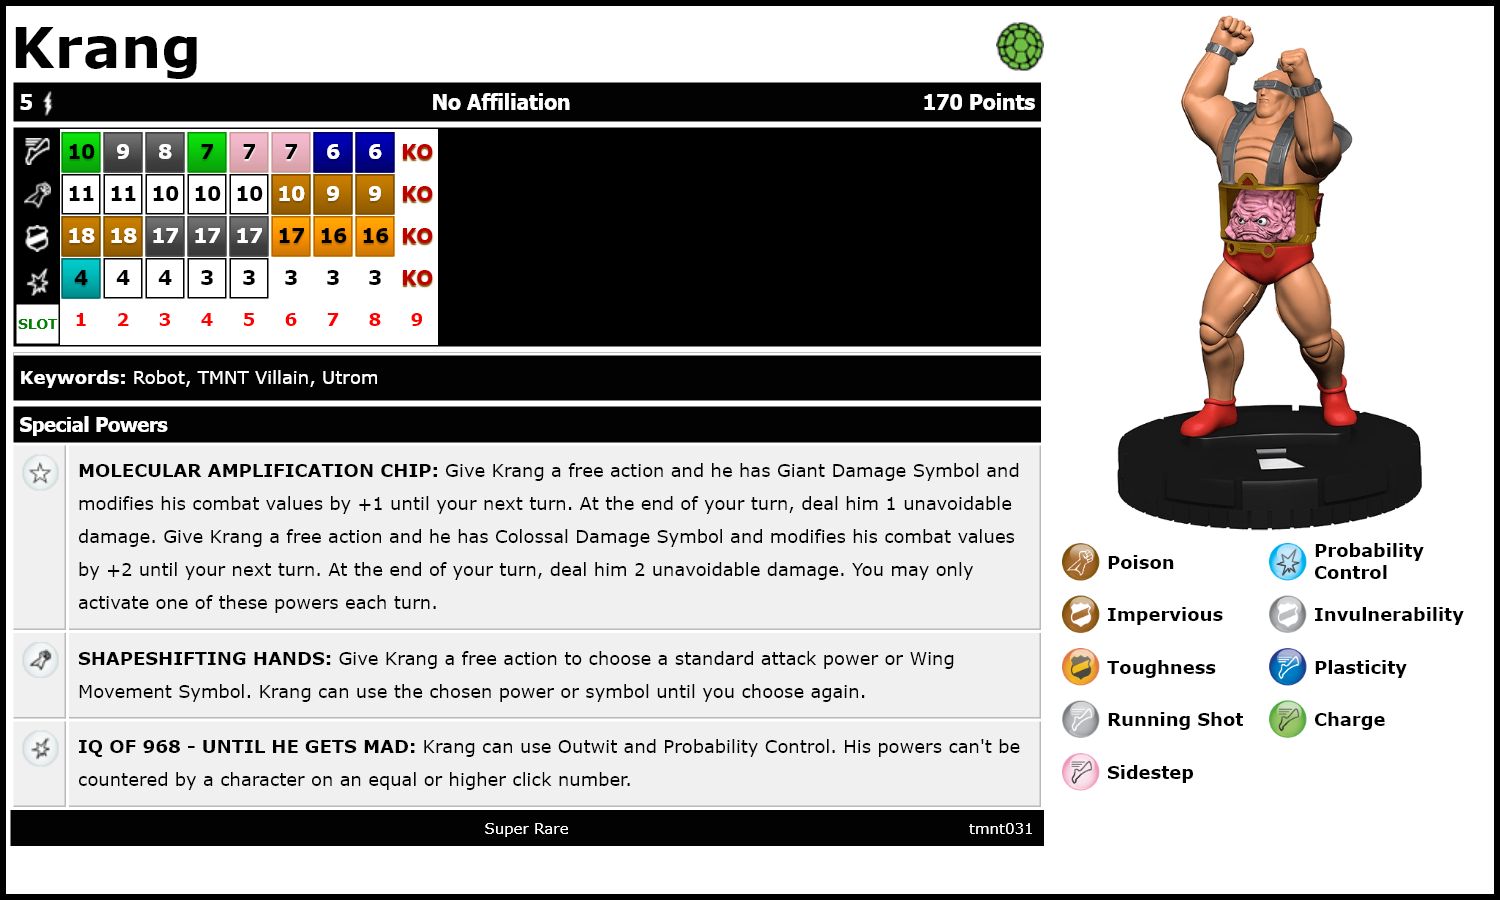 Krang
5 No Affiliation 170 Points
10 9 8 7 7 7 6 6 KO
11 11 10 10 10 10 9 9 KO
18 18 17 17 17 17 16 16 KO
4 4 4 3 3 3 3 3 KO
SLOT 1 2 3 4 5 6 7 8 9
Keywords: Robot, TMNT Villain, Utrom
Special Powers
MOLECULAR AMPLIFICATION CHIP: Give Krang a free action and he has Giant Damage Symbol and
modifies his combat values by +1 until your next turn. At the end of your turn, deal him 1 unavoidable
damage. Give Krang a free action and he has Colossal Damage Symbol and modifies his combat values
by +2 until your next turn. At the end of your turn, deal him 2 unavoidable damage. You may only
activate one of these powers each turn.
SHAPESHIFTING HANDS: Give Krang a free action to choose a standard attack power or Wing
Movement Symbol. Krang can use the chosen power or symbol until you choose again.
IQ OF 968 - UNTIL HE GETS MAD: Krang can use Outwit and Probability Control. His powers can't be
countered by a character on an equal or higher click number.
Super Rare tmnt031
Poison
Probability
Control
Impervious
Invulnerability
Toughness
Plasticity
Running Shot
Charge
Sidestep